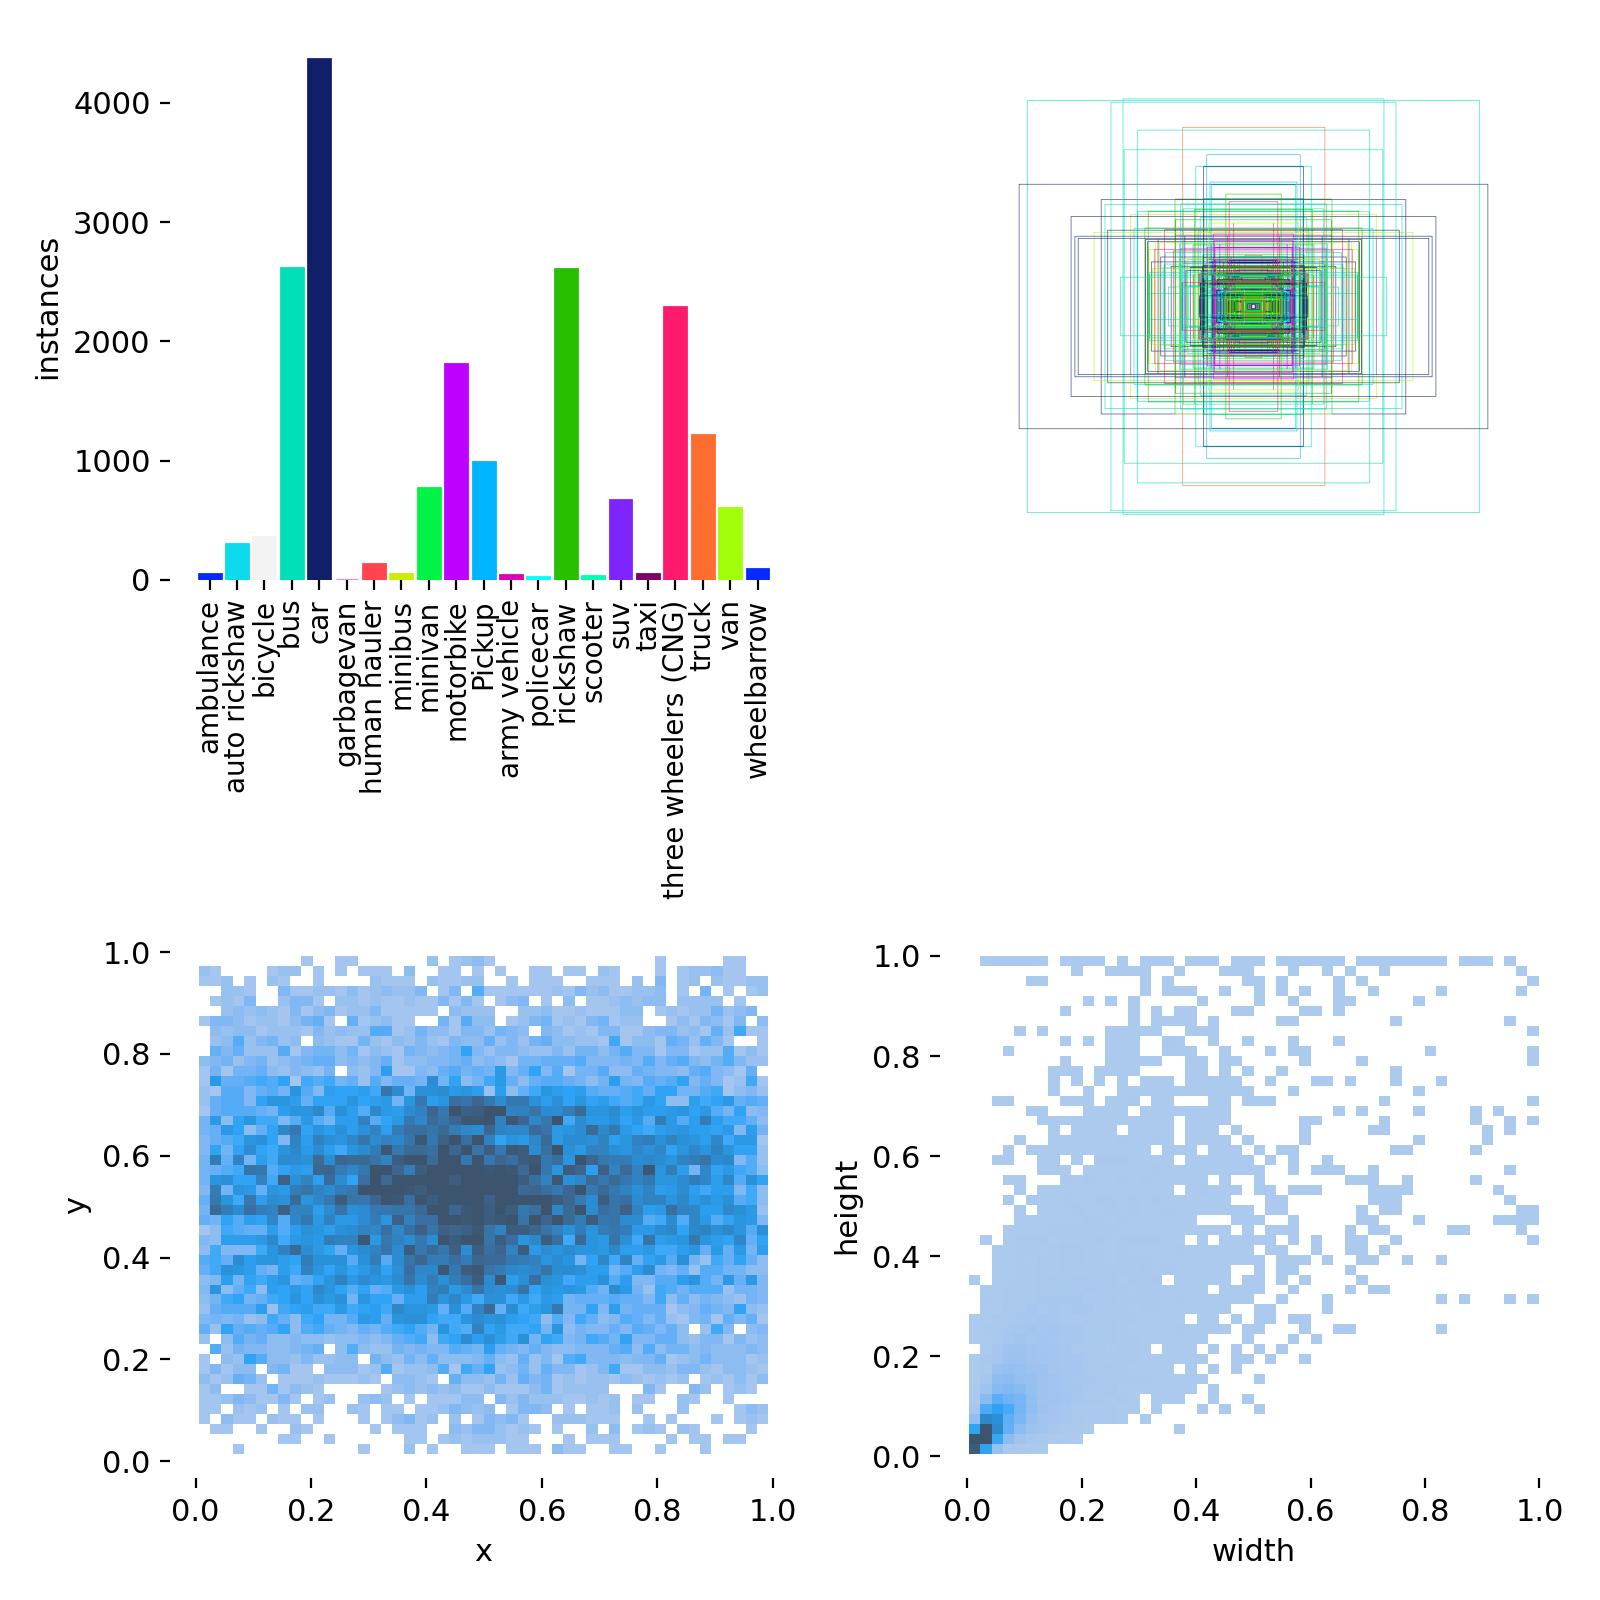 instances
4000
3000
2000
1000
0
ambulance
auto rickshaw
bicycle
bus
car
garbagevan
human hauler
minibus
minivan
motorbike
Pickup
army vehicle
policecar
rickshaw
scooter
suv
taxi
three wheelers (CNG)
truck
van
wheelbarrow
y
1.0
0.8
0.6
0.4
0.2
0.0
0.0 0.2 0.4 0.6 0.8 1.0
x
height
1.0
0.8
0.6
0.4
0.2
0.0
0.0 0.2 0.4 0.6 0.8 1.0
width